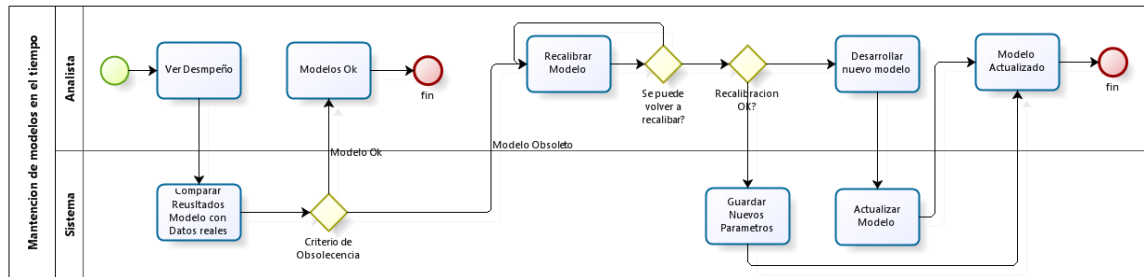 Mantencion de modelos en el tiempo
Analista
Sistema
Ver Desmpeño
Modelos Ok
fin
Recalibrar
Modelo
Se puede
volver a
recalibar?
Recalibracion
OK?
Desarrollar
nuevo modelo
Modelo
Actualizado
fin
Modelo Ok
Modelo Obsoleto
Comparar
Reusltados
Modelo con
Datos reales
Criterio de
Obsolecencia
Guardar
Nuevos
Parametros
Actualizar
Modelo